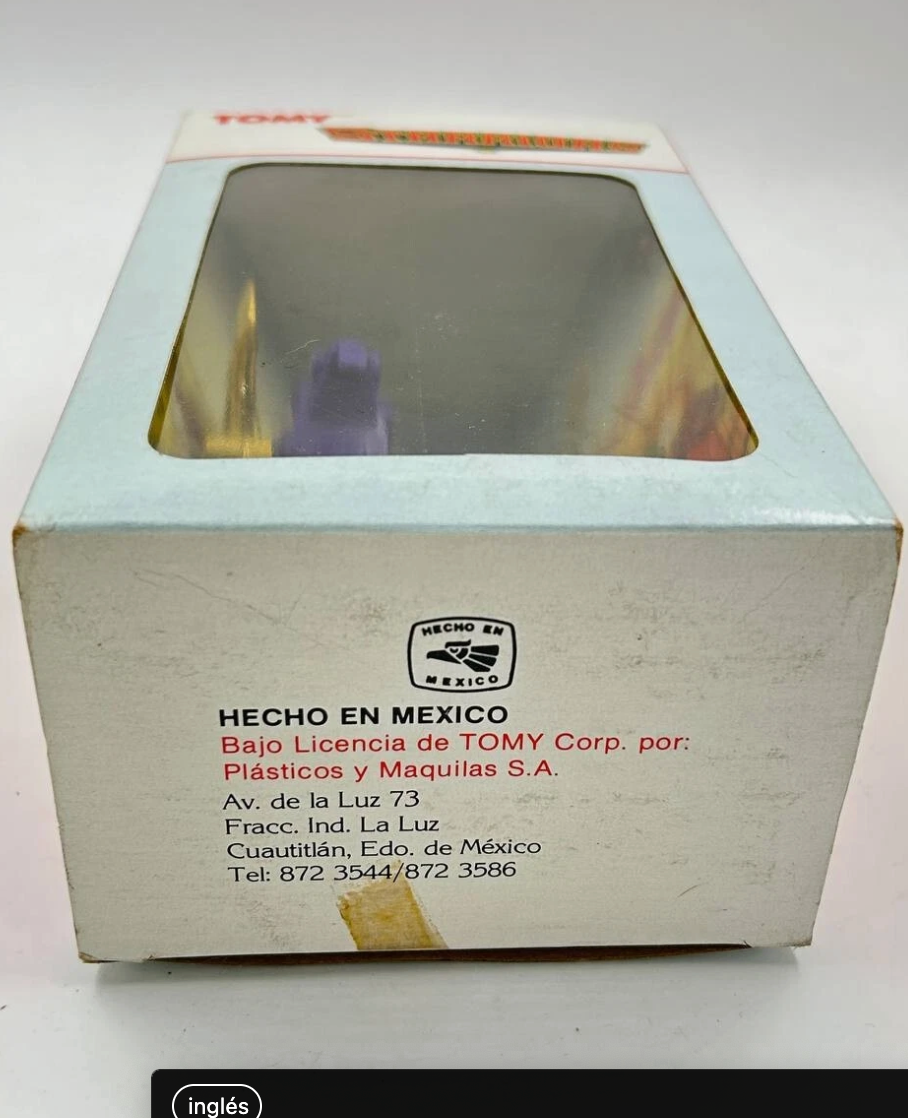 TOMY
HECHO EN
MEXICO
HECHO EN MEXICO
Bajo Licencia de TOMY Corp. por:
Plásticos y Maquilas S.A.
Av. de la Luz 73
Fracc. Ind. La Luz
Cuautitlán, Edo. de México
Tel: 872 3544/872 3586
inglés